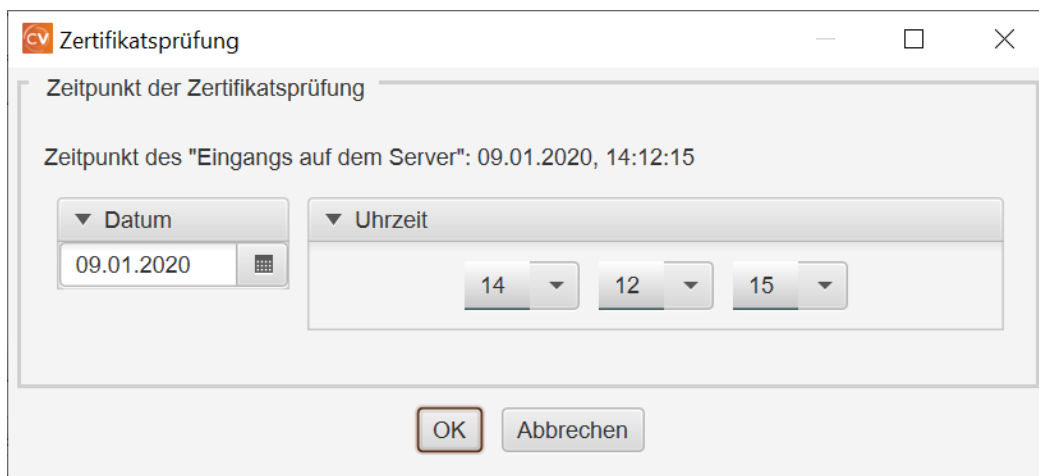 CV Zertifikatsprüfung
Zeitpunkt der Zertifikatsprüfung
Zeitpunkt des "Eingangs auf dem Server": 09.01.2020, 14:12:15
Datum Uhrzeit
09.01.2020
14 12 15
OK Abbrechen